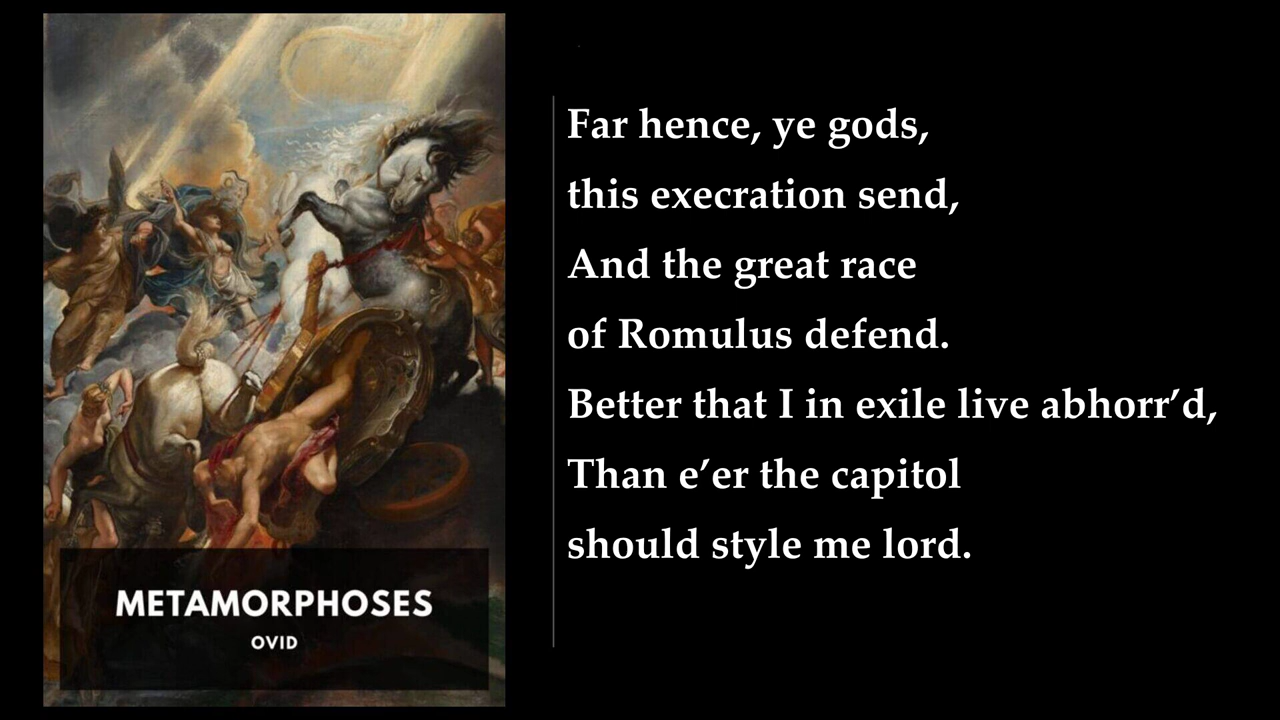 METAMORPHOSES
OVID
Far hence, ye gods,
this execration send,
And the great race
of Romulus defend.
Better that I in exile live abhorr’d,
Than e’er the capitol
should style me lord.